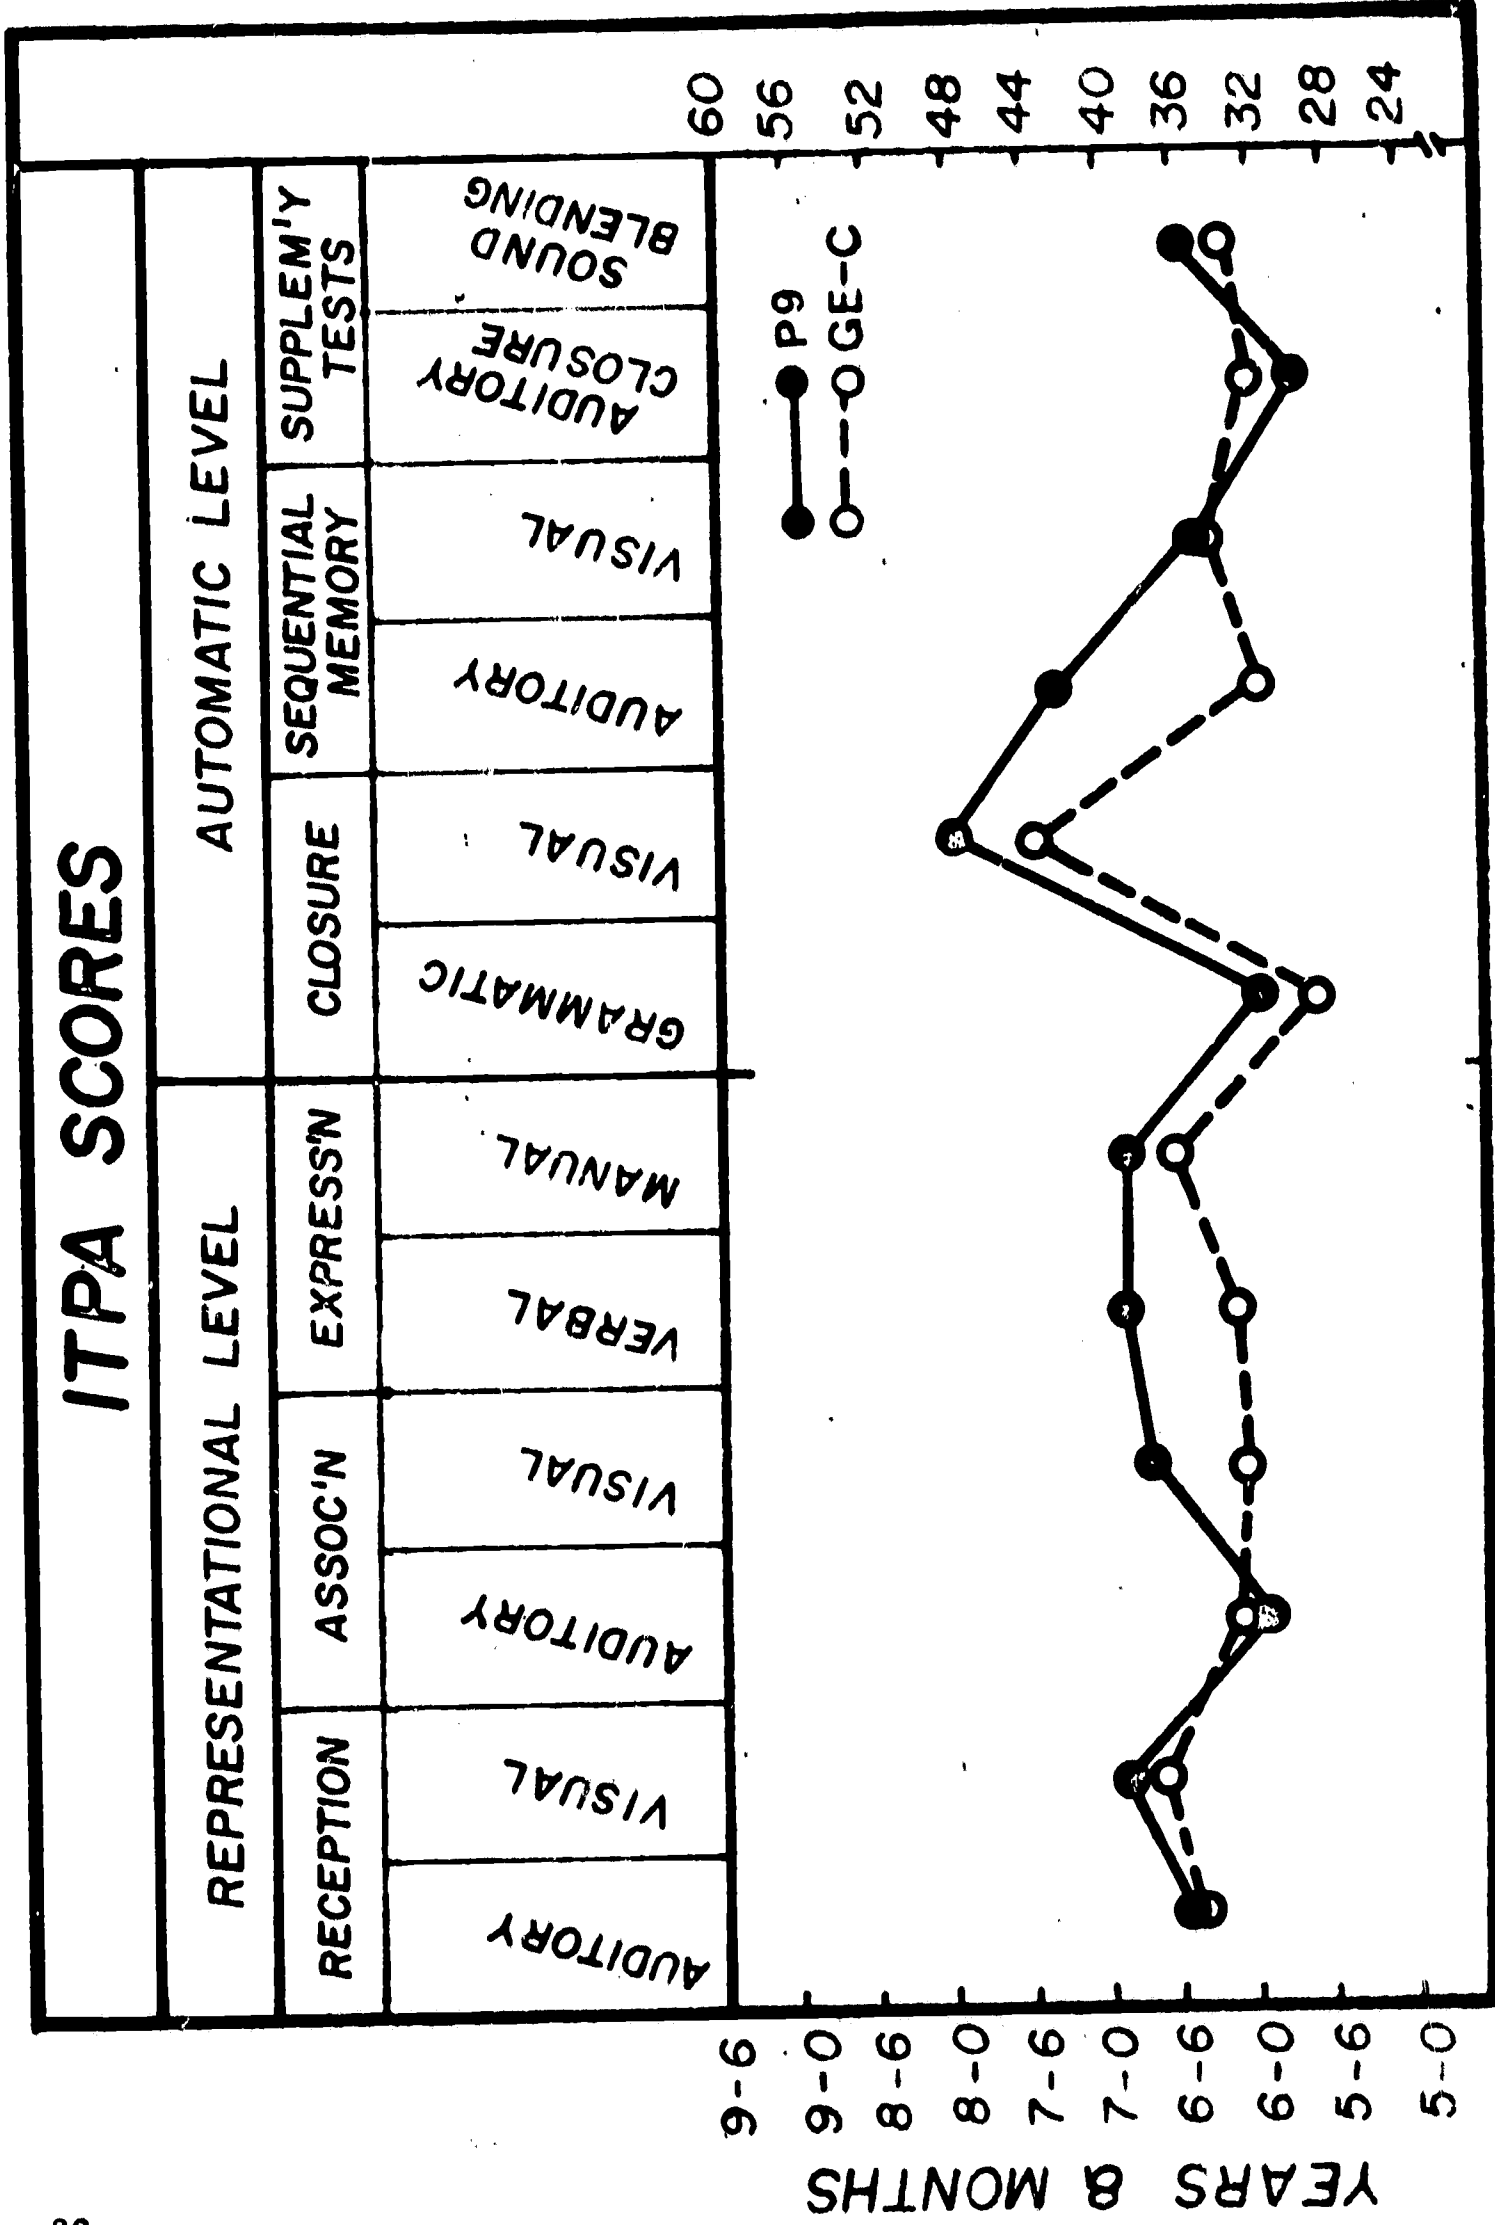 ITPA SCORES
REPRESENTATIONAL LEVEL
AUTOMATIC LEVEL
RECEPTION
ASSOC'N
EXPRESS'N
CLOSURE
SEQUENTIAL
MEMORY
SUPPLEM'Y
TESTS
AUDITORY
VISUAL
AUDITORY
VISUAL
VERBAL
MANUAL
GRAMMATIC
VISUAL
AUDITORY
VISUAL
AUDITORY
CLOSURE
SOUND
BLENDING
P9
GE-C
YEARS & MONTHS
9-6
9-0
8-6
8-0
7-6
7-0
6-6
6-0
5-6
5-0
60
56
52
48
44
40
36
32
28
24